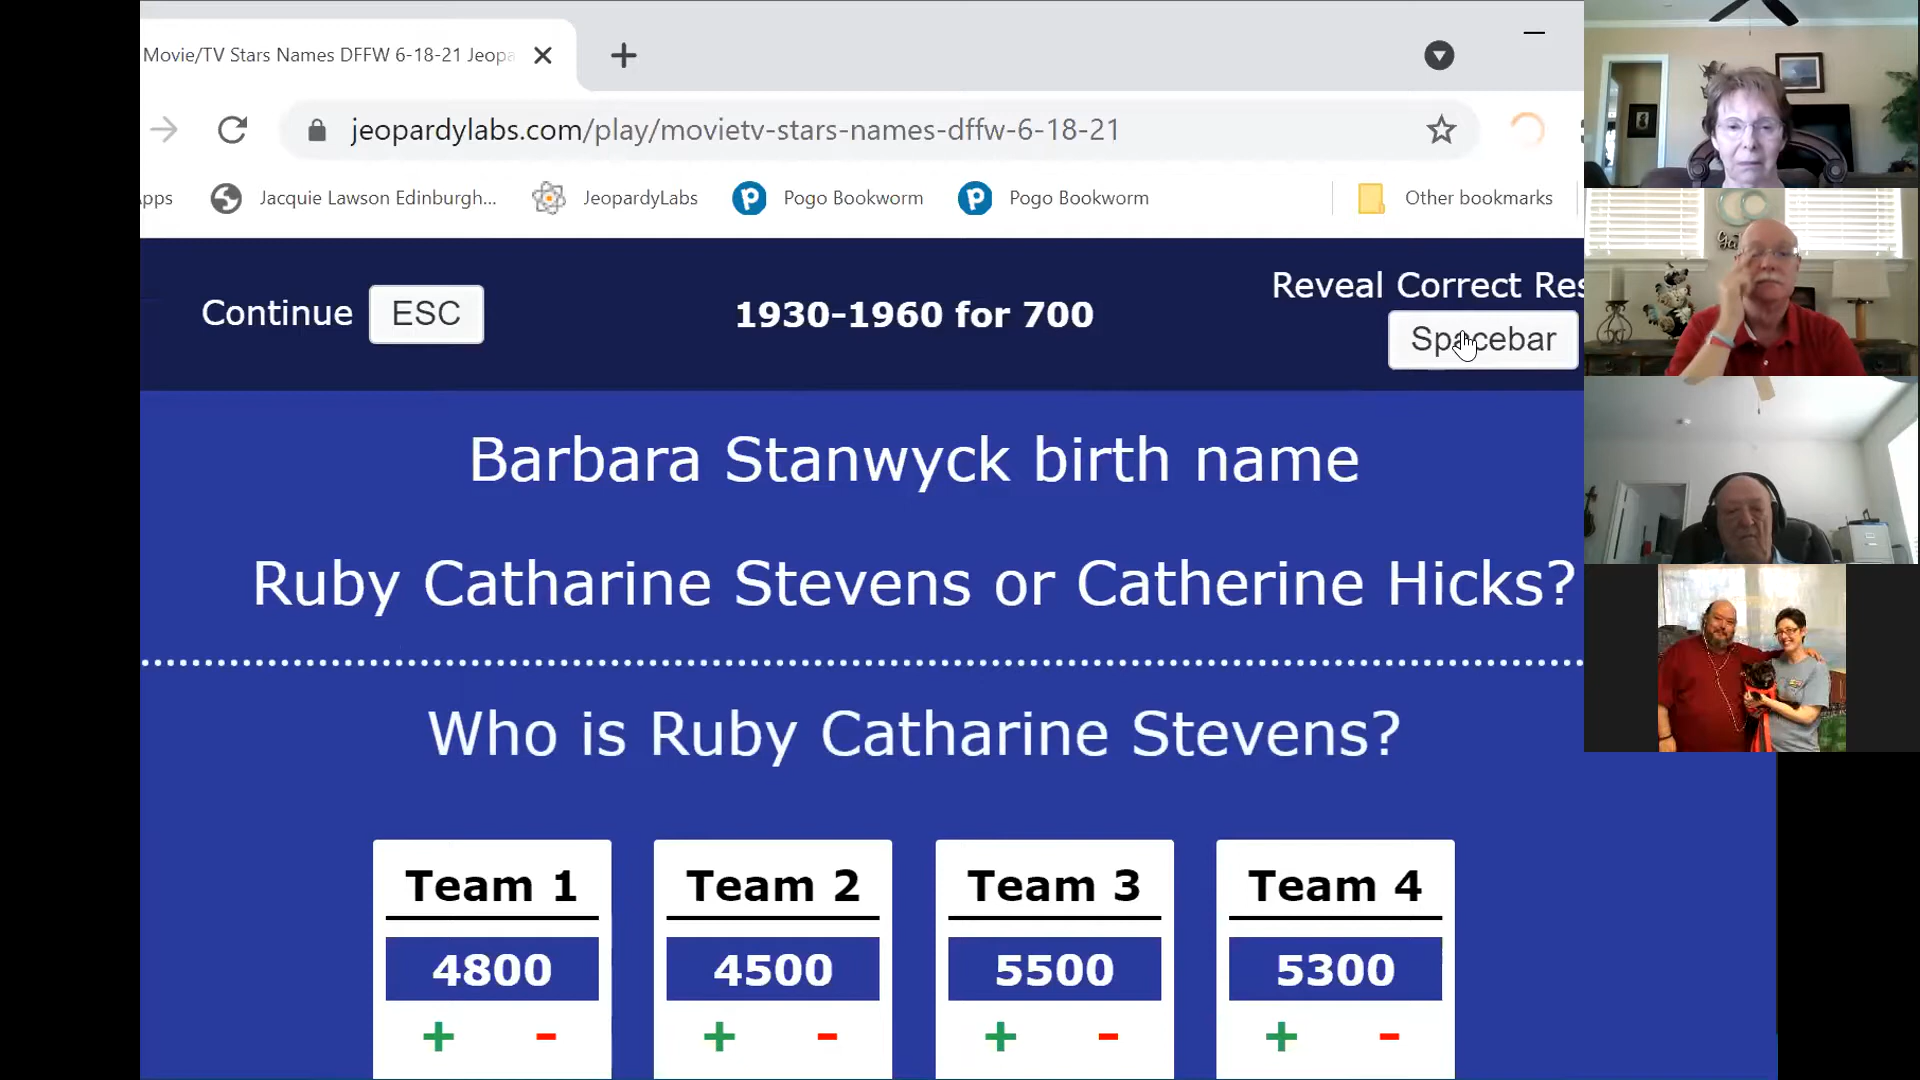 Movie/TV Stars Names DFFW 6-18-21 Jeopa
jeopardylabs.com/play/movietv-stars-names-dffw-6-18-21
pps
Jacquie Lawson Edinburgh...
JeopardyLabs
Pogo Bookworm
Pogo Bookworm
Other bookmarks
Continue ESC
1930-1960 for 700
Reveal Correct Res
Spacebar
Barbara Stanwyck birth name
Ruby Catharine Stevens or Catherine Hicks?
Who is Ruby Catharine Stevens?
Team 1 Team 2 Team 3 Team 4
4800 4500 5500 5300
+ - + - + - + -